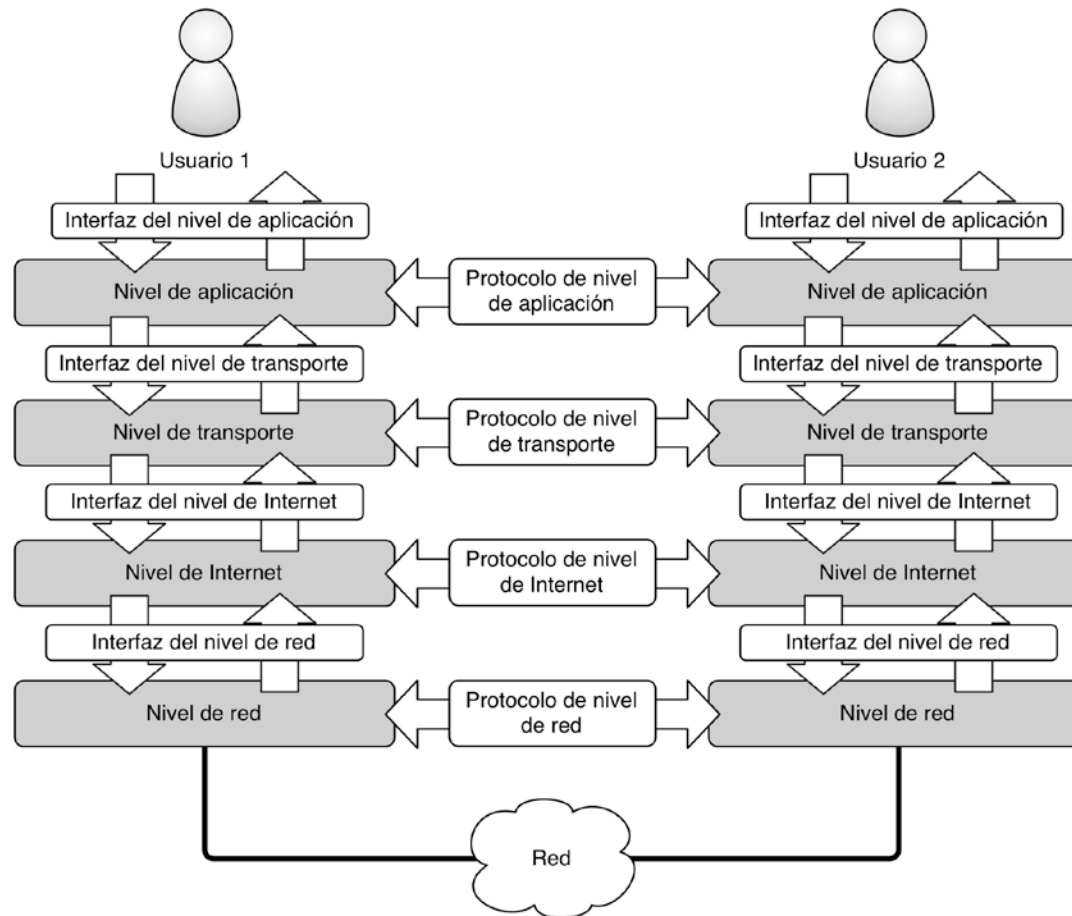 Usuario 1
Usuario 2
Interfaz del nivel de aplicación
Interfaz del nivel de aplicación
Nivel de aplicación
Protocolo de nivel
de aplicación
Nivel de aplicación
Interfaz del nivel de transporte
Interfaz del nivel de transporte
Nivel de transporte
Protocolo de nivel
de transporte
Nivel de transporte
Interfaz del nivel de Internet
Interfaz del nivel de Internet
Nivel de Internet
Protocolo de nivel
de Internet
Nivel de Internet
Interfaz del nivel de red
Interfaz del nivel de red
Nivel de red
Protocolo de nivel
de red
Nivel de red
Red